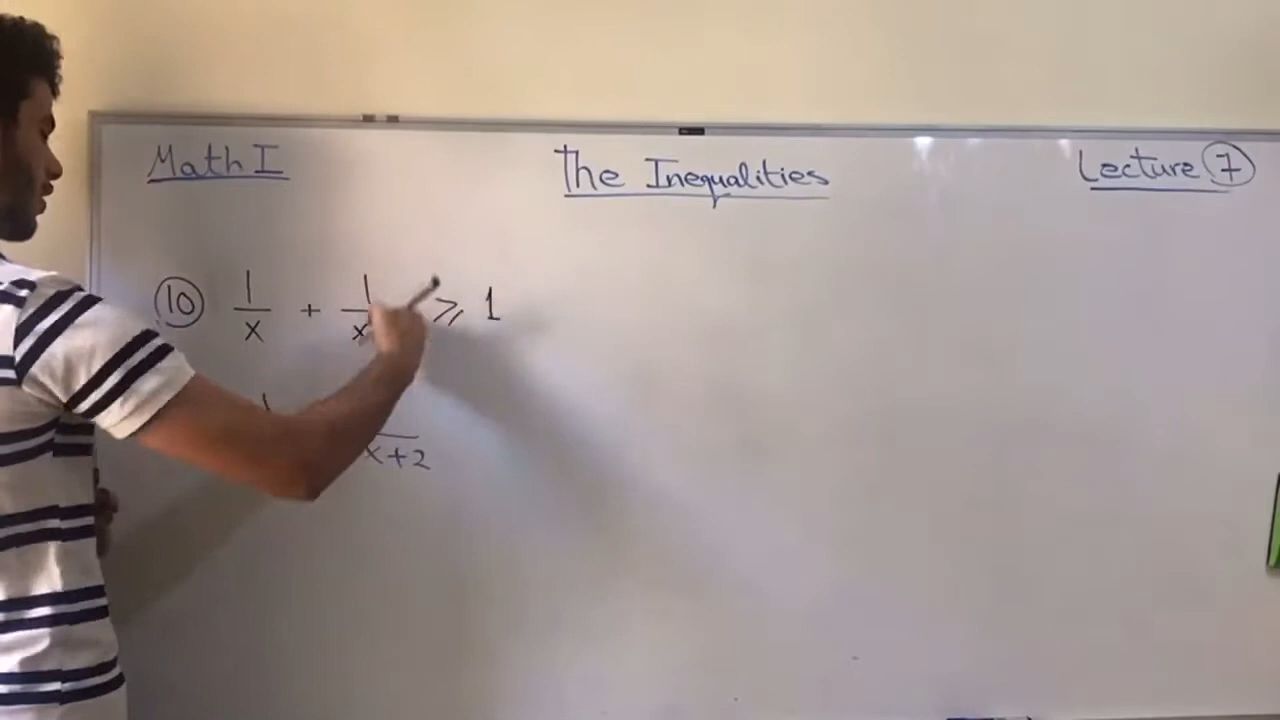 Math I
The Inequalities
Lecture 7
10 1/x + 1/x ≥ 1
x+2